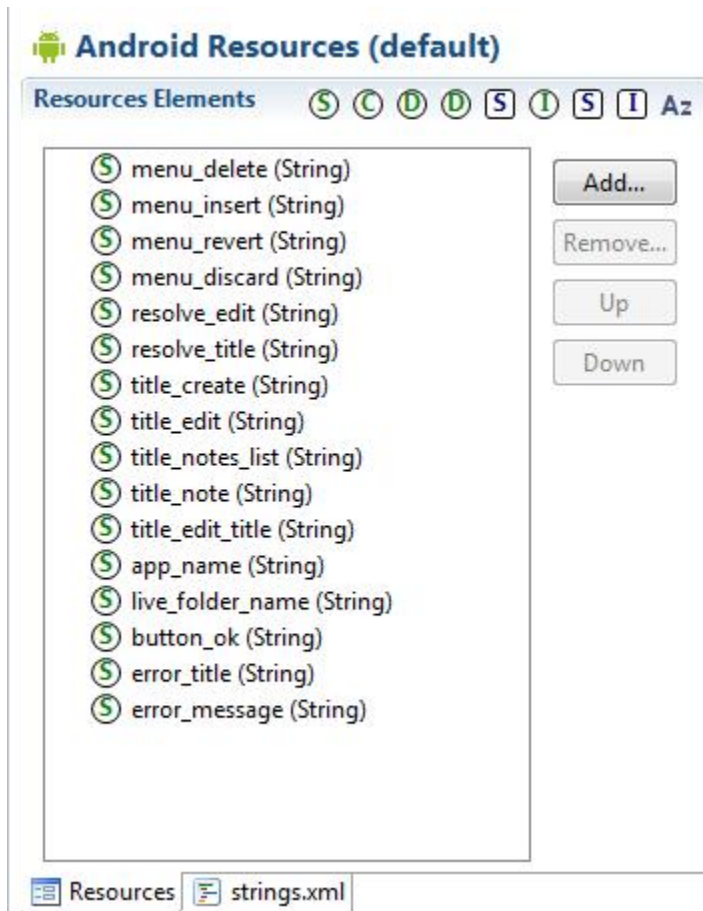 Android Resources (default)
Resources Elements S C D D S I S I Az
S menu_delete (String)
Add...
S menu_insert (String)
S menu_revert (String)
Remove...
S menu_discard (String)
S resolve_edit (String)
Up
S resolve_title (String)
Down
S title_create (String)
S title_edit (String)
S title_notes_list (String)
S title_note (String)
S title_edit_title (String)
S app_name (String)
S live_folder_name (String)
S button_ok (String)
S error_title (String)
S error_message (String)
Resources strings.xml